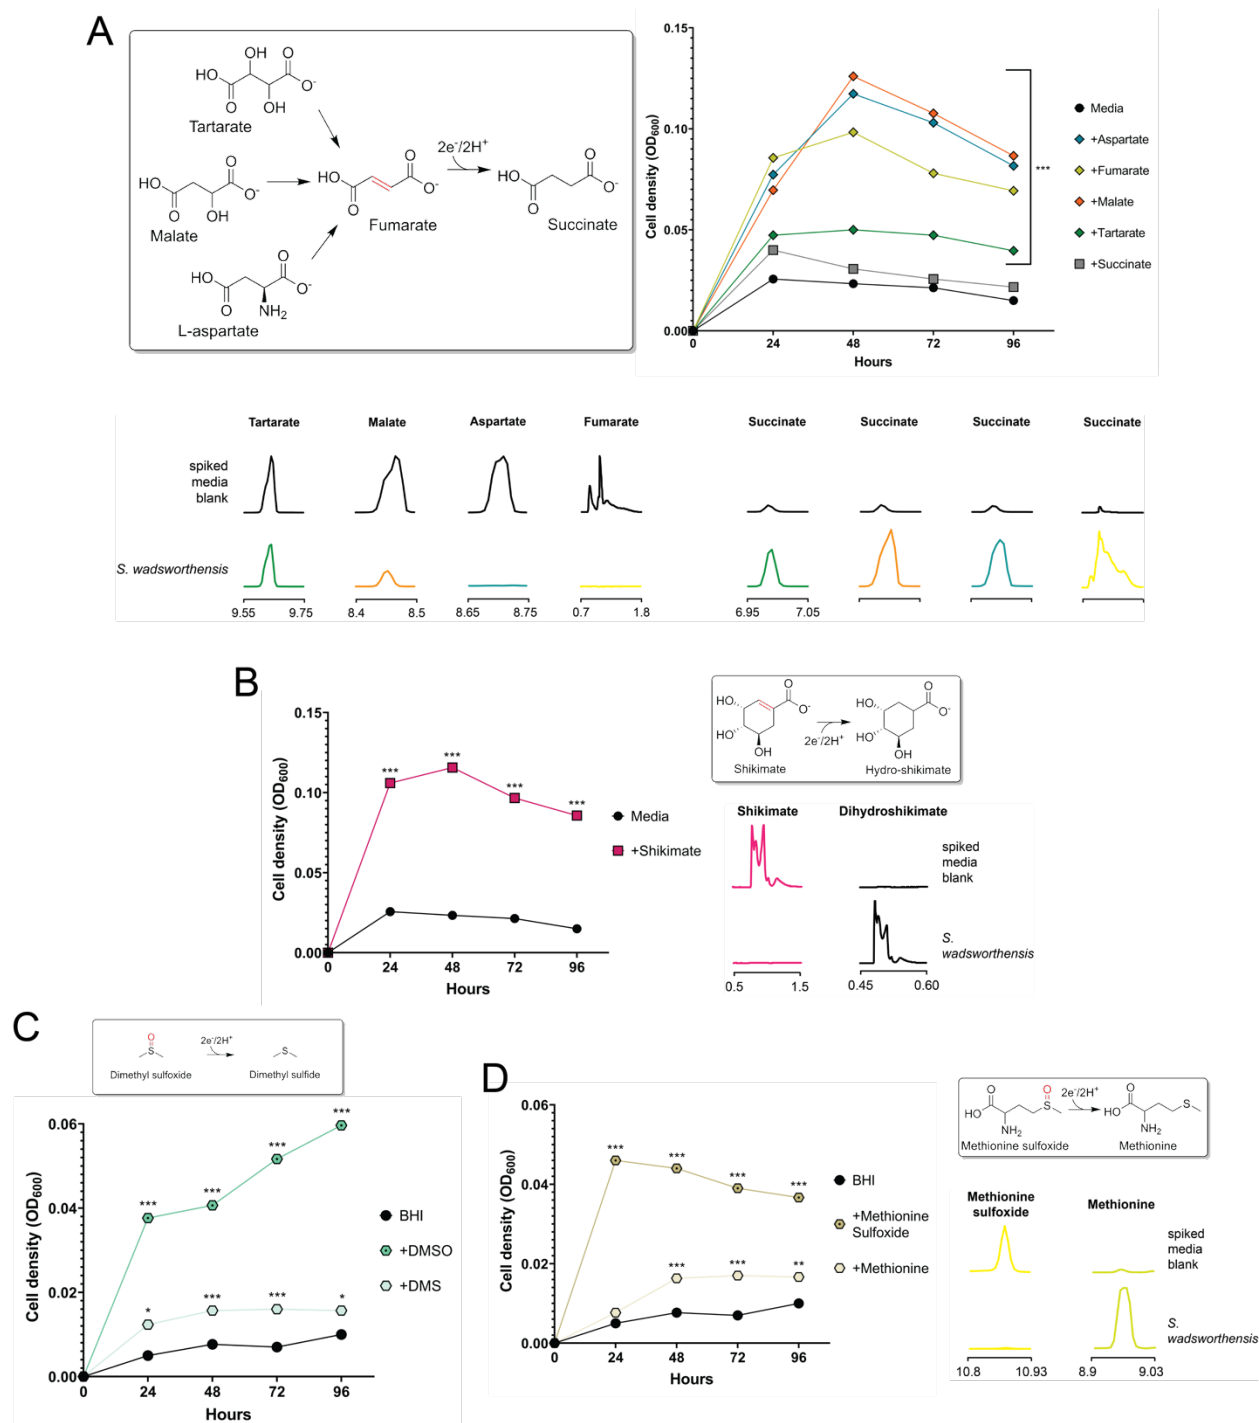 A
OH
O
HO
O-
O
OH
Tartarate
HO
O
O-
O
OH
Malate
O
HO
O-
O
NH2
L-aspartate
HO
O
O-
O
Fumarate
2e-/2H+
HO
O
O-
O
Succinate
Cell density (OD600)
0.15
0.10
0.05
0.00
0
24
48
72
96
Hours
***
Media
+Aspartate
+Fumarate
+Malate
+Tartarate
+Succinate
Tartarate
Malate
Aspartate
Fumarate
Succinate
Succinate
Succinate
Succinate
spiked
media
blank
S. wadsworthensis
9.55
9.75
8.4
8.5
8.65
8.75
0.7
1.8
6.95
7.05
B
Cell density (OD600)
0.15
0.10
0.05
0.00
0
24
48
72
96
Hours
***
***
***
***
Media
+Shikimate
O
HO
O-
HO
OH
Shikimate
2e-/2H+
O
HO
O-
HO
OH
Hydro-shikimate
Shikimate
Dihydroshikimate
spiked
media
blank
S.
wadsworthensis
0.5
1.5
0.45
0.60
C
O
S
Dimethyl sulfoxide
2e-/2H+
S
Dimethyl sulfide
Cell density (OD600)
0.06
0.04
0.02
0.00
0
24
48
72
96
Hours
***
***
***
***
*
***
***
*
BHI
+DMSO
+DMS
D
Cell density (OD600)
0.06
0.04
0.02
0.00
0
24
48
72
96
Hours
***
***
***
***
***
***
**
BHI
+Methionine
Sulfoxide
+Methionine
O
O
HO
S
NH2
Methionine sulfoxide
2e-/2H+
O
HO
S
NH2
Methionine
Methionine
sulfoxide
Methionine
spiked
media
blank
S.
wadsworthensis
10.8
10.93
8.9
9.03